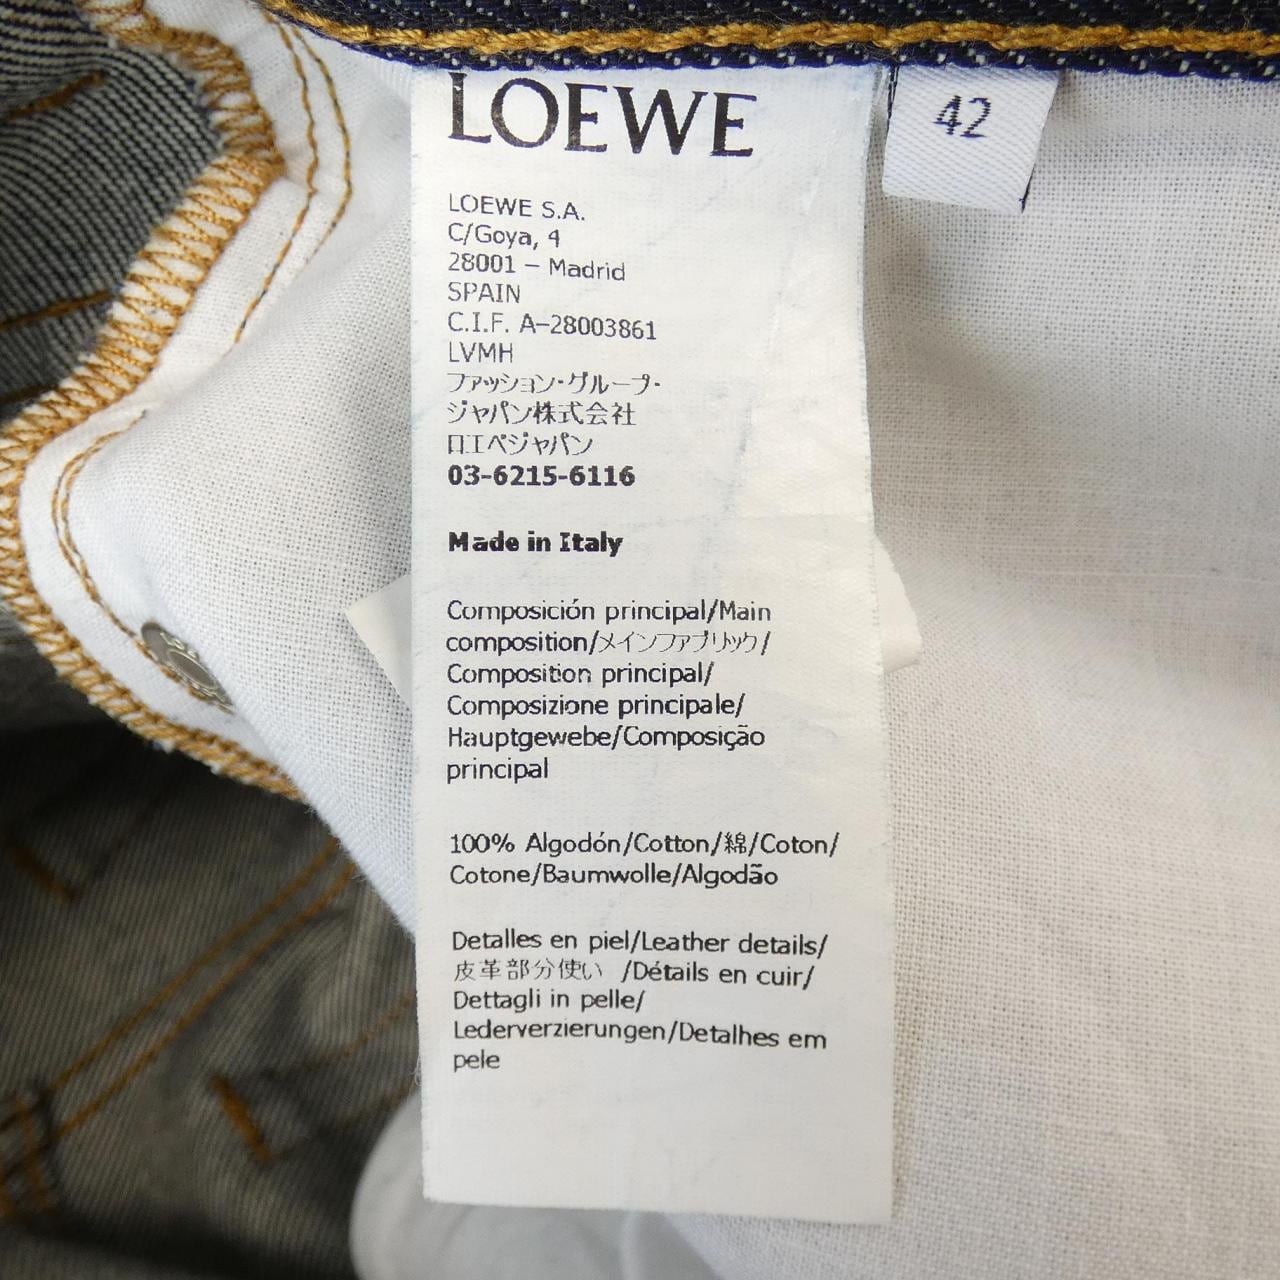 LOEWE
42
LOEWE S.A.
C/Goya, 4
28001 – Madrid
SPAIN
C.I.F. A–28003861
LVMH
ファッション・グループ・
ジャパン株式会社
ロエベジャパン
03-6215-6116
Made in Italy
Composición principal/Main
composition/メインファブリック/
Composition principal/
Composizione principale/
Hauptgewebe/Composição
principal
100% Algodón/Cotton/綿/Coton/
Cotone/Baumwolle/Algodão
Detalles en piel/Leather details/
皮革部分使い /Détails en cuir/
Dettagli in pelle/
Lederverzierungen/Detalhes em
pele